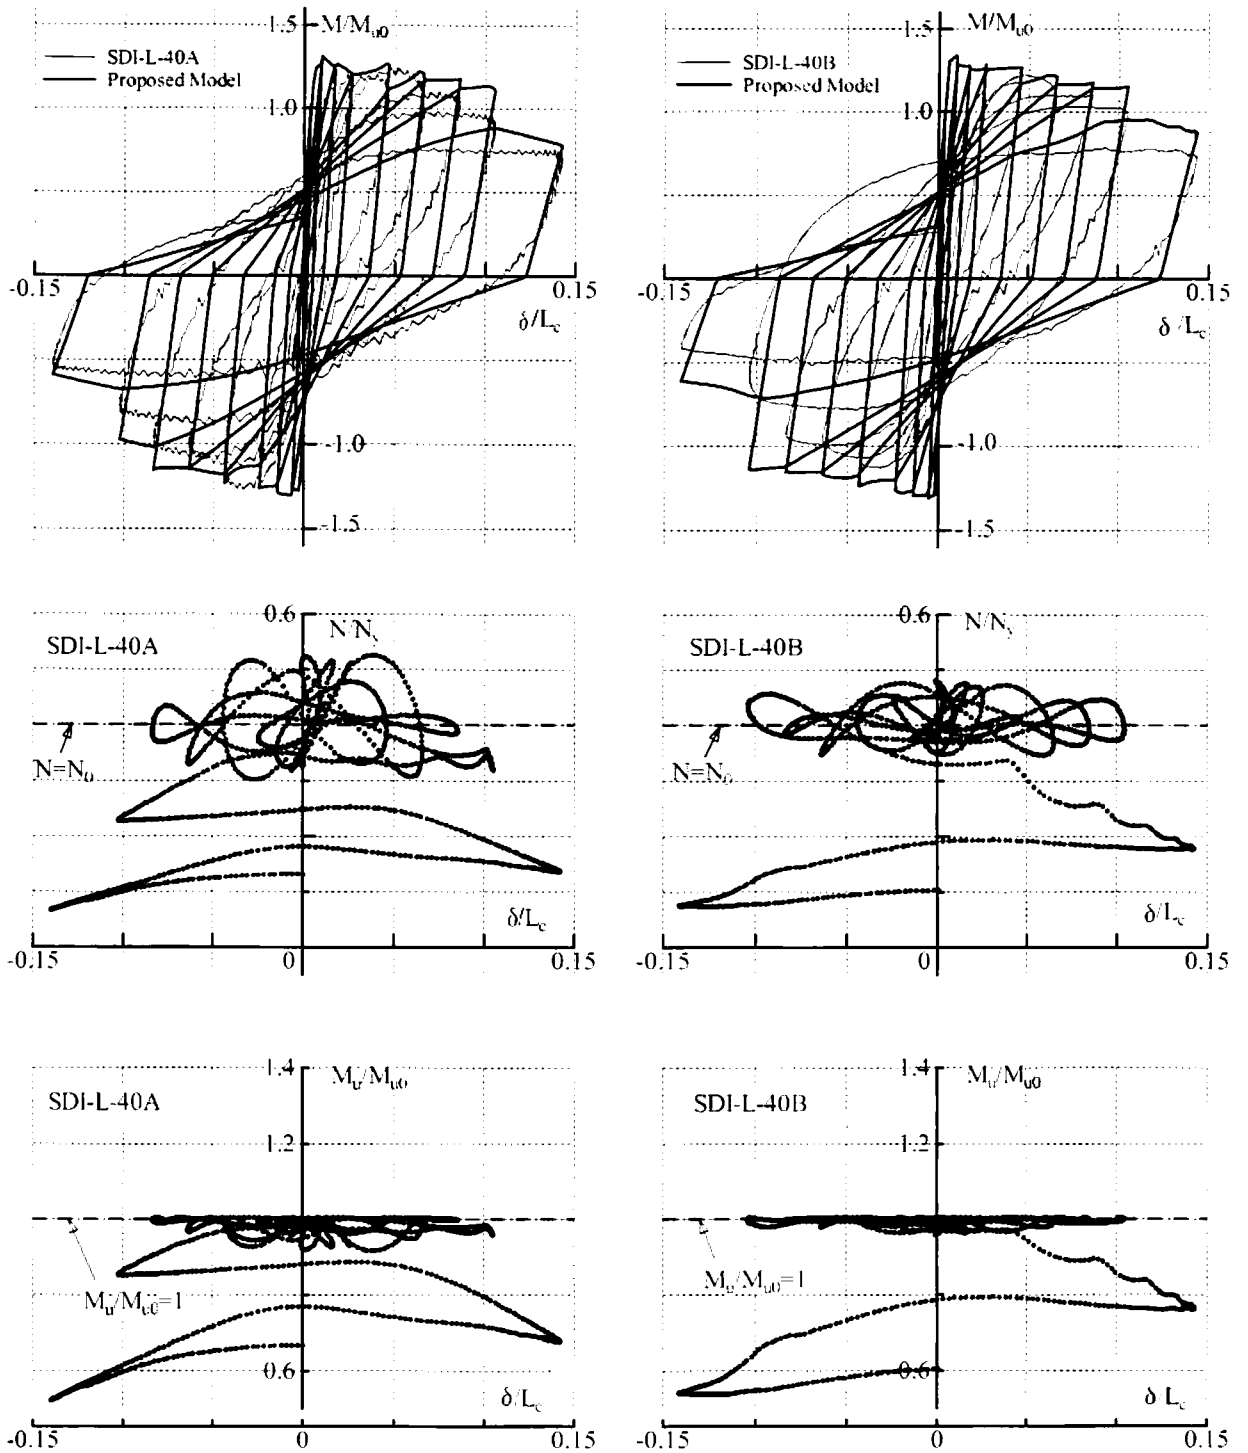 1.5
M/Mu0
SDI-L-40A
Proposed Model
1.0
-0.15
0.15
δ/Lc
-1.0
-1.5
1.5
M/Mu0
SDI-L-40B
Proposed Model
1.0
-0.15
0.15
δ/Lc
-1.0
-1.5
0.6
N/Ny
SDI-L-40A
N=N0
δ/Lc
-0.15
0
0.15
0.6
N/Ny
SDI-L-40B
N=N0
δ/Lc
-0.15
0
0.15
1.4
Mu/Mu0
SDI-L-40A
1.2
Mu/Mu0=1
0.6
δ/Lc
-0.15
0
0.15
1.4
Mu/Mu0
SDI-L-40B
1.2
Mu/Mu0=1
0.6
δ/Lc
-0.15
0
0.15